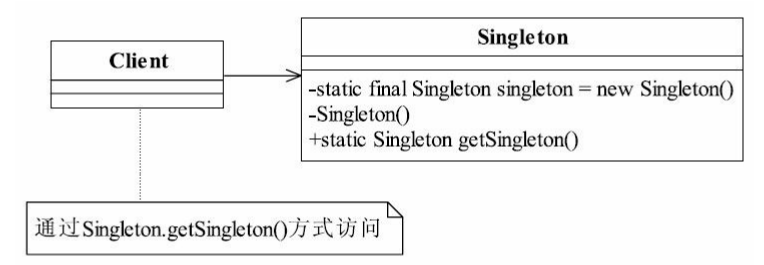 Client
Singleton
-static final Singleton singleton = new Singleton()
-Singleton()
+static Singleton getSingleton()
通过Singleton.getSingleton()方式访问